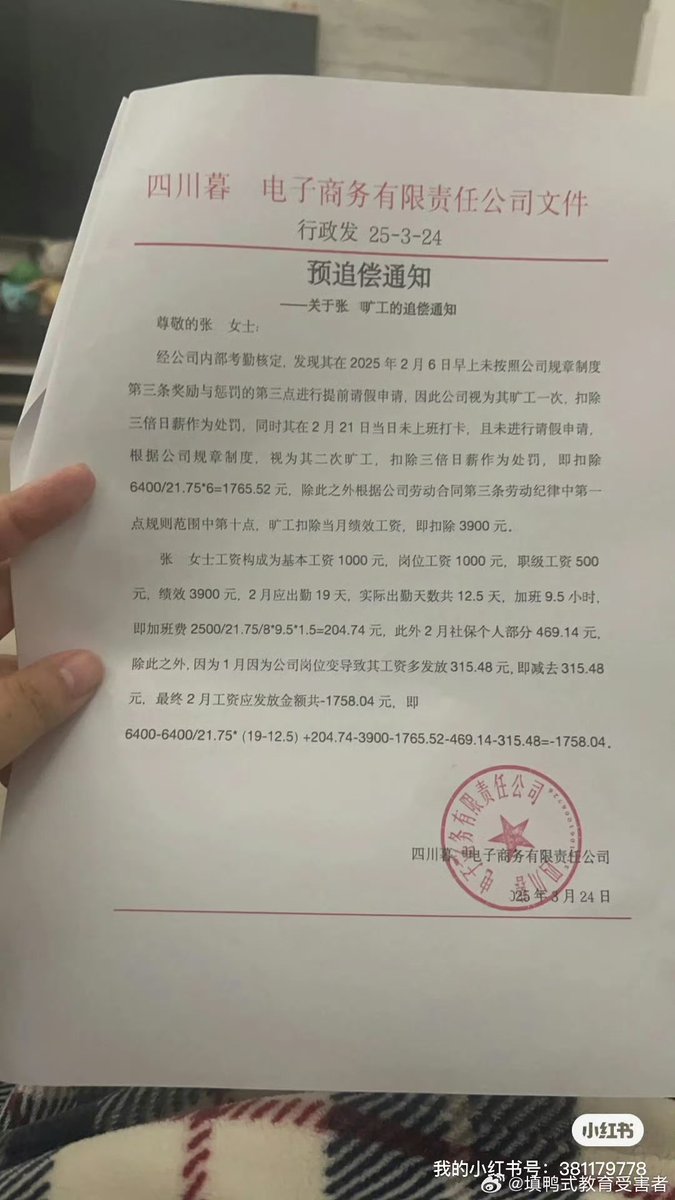 四川暮 电子商务有限责任公司文件
行政发 25-3-24
预追偿通知
——关于张 旷工的追偿通知
尊敬的张 女士:
经公司内部考勤核定, 发现其在 2025 年 2 月 6 日早上未按照公司规章制度
第三条奖励与惩罚的第三点进行提前请假申请, 因此公司视为其旷工一次, 扣除
三倍日薪作为处罚, 同时其在 2 月 21 日当日未上班打卡, 且未进行请假申请,
根据公司规章制度, 视为其二次旷工, 扣除三倍日薪作为处罚, 即扣除
6400/21.75*6=1765.52 元, 除此之外根据公司劳动合同第三条劳动纪律中第一
点规则范围中第十点, 旷工扣除当月绩效工资, 即扣除 3900 元。
张 女士工资构成为基本工资 1000 元, 岗位工资 1000 元, 职级工资 500
元, 绩效 3900 元, 2 月应出勤 19 天, 实际出勤天数共 12.5 天, 加班 9.5 小时,
即加班费 2500/21.75/8*9.5*1.5=204.74 元, 此外 2 月社保个人部分 469.14 元,
除此之外, 因为 1 月因为公司岗位变导致其工资多发放 315.48 元, 即减去 315.48
元, 最终 2 月工资应发放金额共-1758.04 元, 即
6400-6400/21.75* (19-12.5) +204.74-3900-1765.52-469.14-315.48=-1758.04。
四川暮 电子商务有限责任公司
025 年 3 月 24 日
小红书
我的小红书号: 381179778
@填鸭式教育受害者